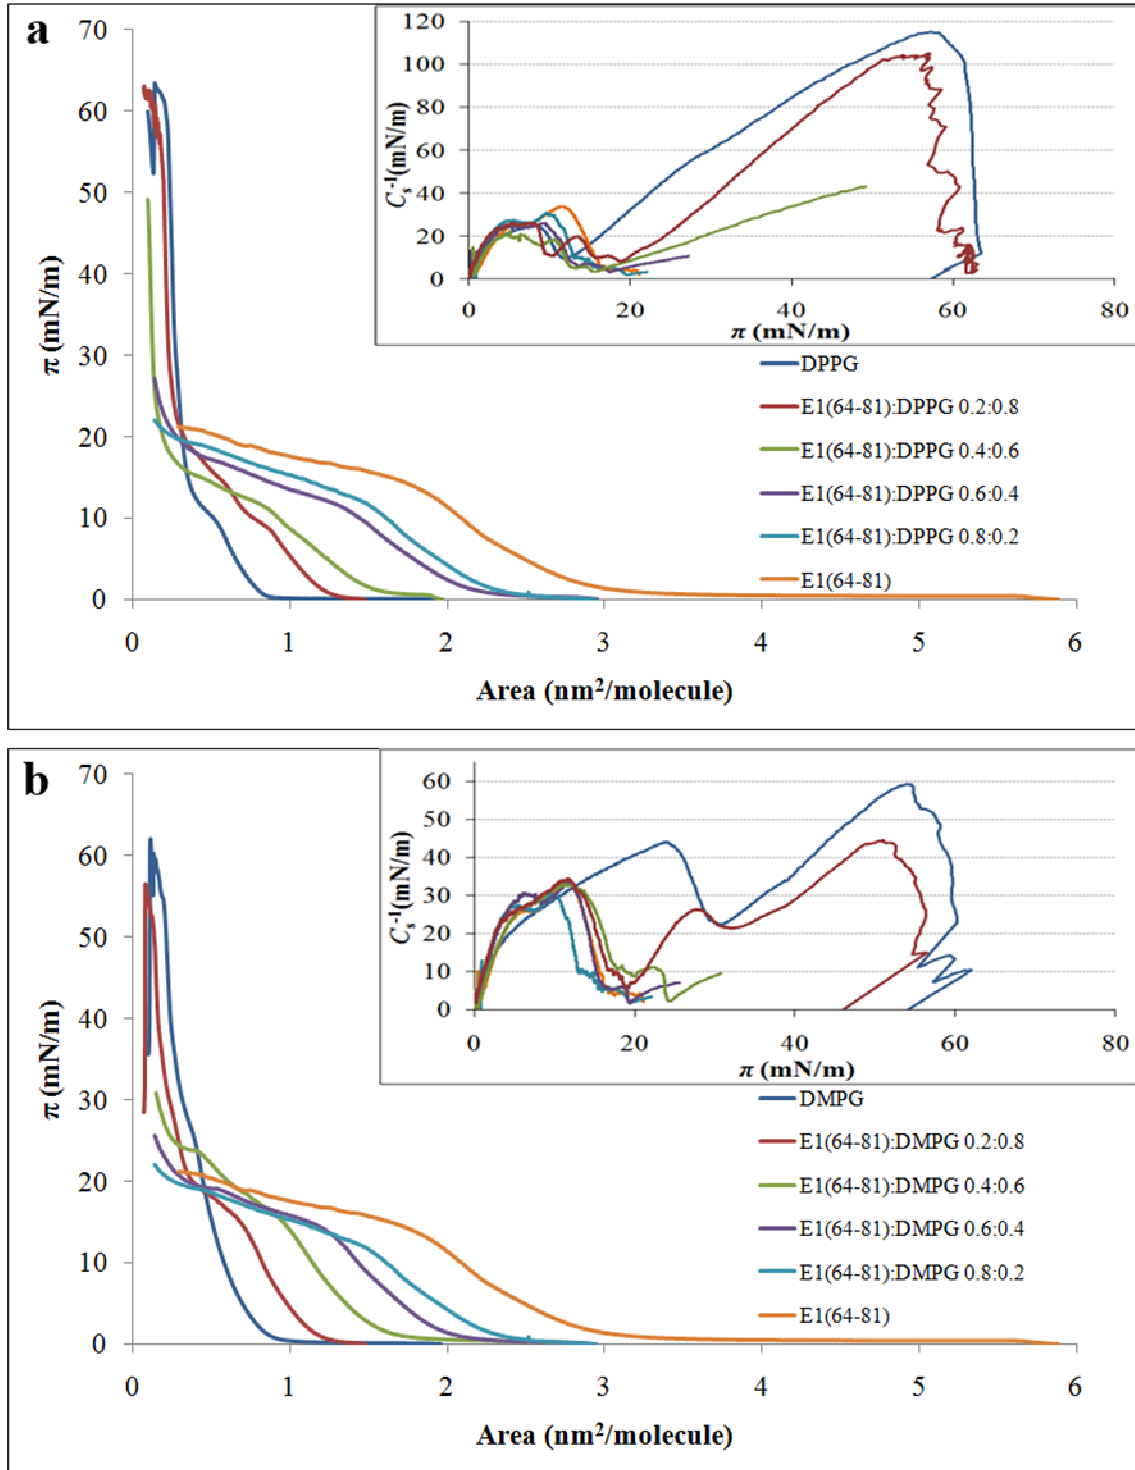 a
70
60
50
40
30
20
10
0
π (mN/m)
0 1 2 3 4 5 6
Area (nm²/molecule)
120
100
80
60
40
20
0
Cₛ⁻¹(mN/m)
0 20 40 60 80
π (mN/m)
DPPG
E1(64-81):DPPG 0.2:0.8
E1(64-81):DPPG 0.4:0.6
E1(64-81):DPPG 0.6:0.4
E1(64-81):DPPG 0.8:0.2
E1(64-81)
b
70
60
50
40
30
20
10
0
π (mN/m)
0 1 2 3 4 5 6
Area (nm²/molecule)
60
50
40
30
20
10
0
Cₛ⁻¹(mN/m)
0 20 40 60 80
π (mN/m)
DMPG
E1(64-81):DMPG 0.2:0.8
E1(64-81):DMPG 0.4:0.6
E1(64-81):DMPG 0.6:0.4
E1(64-81):DMPG 0.8:0.2
E1(64-81)